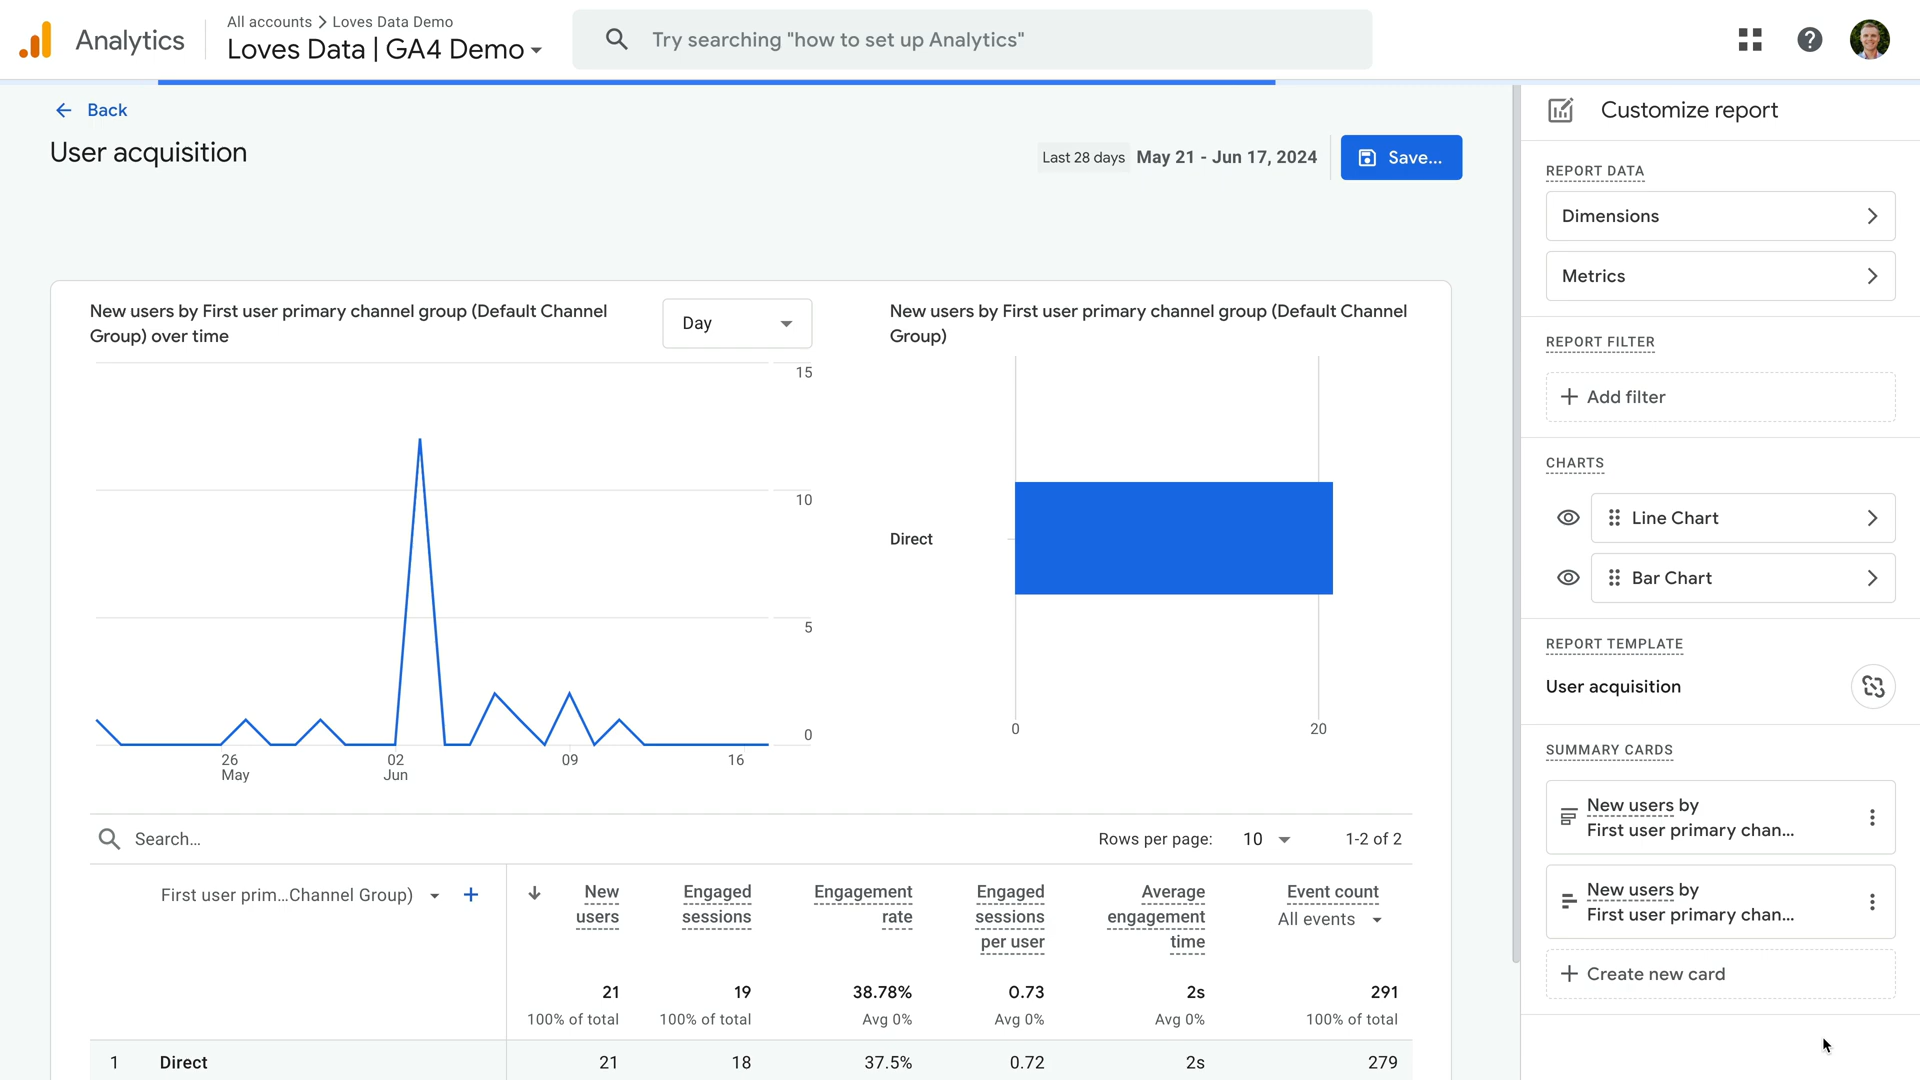 Analytics
All accounts > Loves Data Demo
Loves Data | GA4 Demo
Try searching "how to set up Analytics"
Back
User acquisition
Last 28 days May 21 - Jun 17, 2024
Save...
New users by First user primary channel group (Default Channel
Group) over time
Day
15
10
5
0
26
May
02
Jun
09
16
New users by First user primary channel group (Default Channel
Group)
Direct
0
20
Search...
Rows per page: 10
1-2 of 2
First user prim...Channel Group)
New
users
Engaged
sessions
Engagement
rate
Engaged
sessions
per user
Average
engagement
time
Event count
All events
21 19 38.78% 0.73 2s 291
100% of total 100% of total Avg 0% Avg 0% Avg 0% 100% of total
1 Direct 21 18 37.5% 0.72 2s 279
Customize report
REPORT DATA
Dimensions
Metrics
REPORT FILTER
Add filter
CHARTS
Line Chart
Bar Chart
REPORT TEMPLATE
User acquisition
SUMMARY CARDS
New users by
First user primary chan...
New users by
First user primary chan...
Create new card